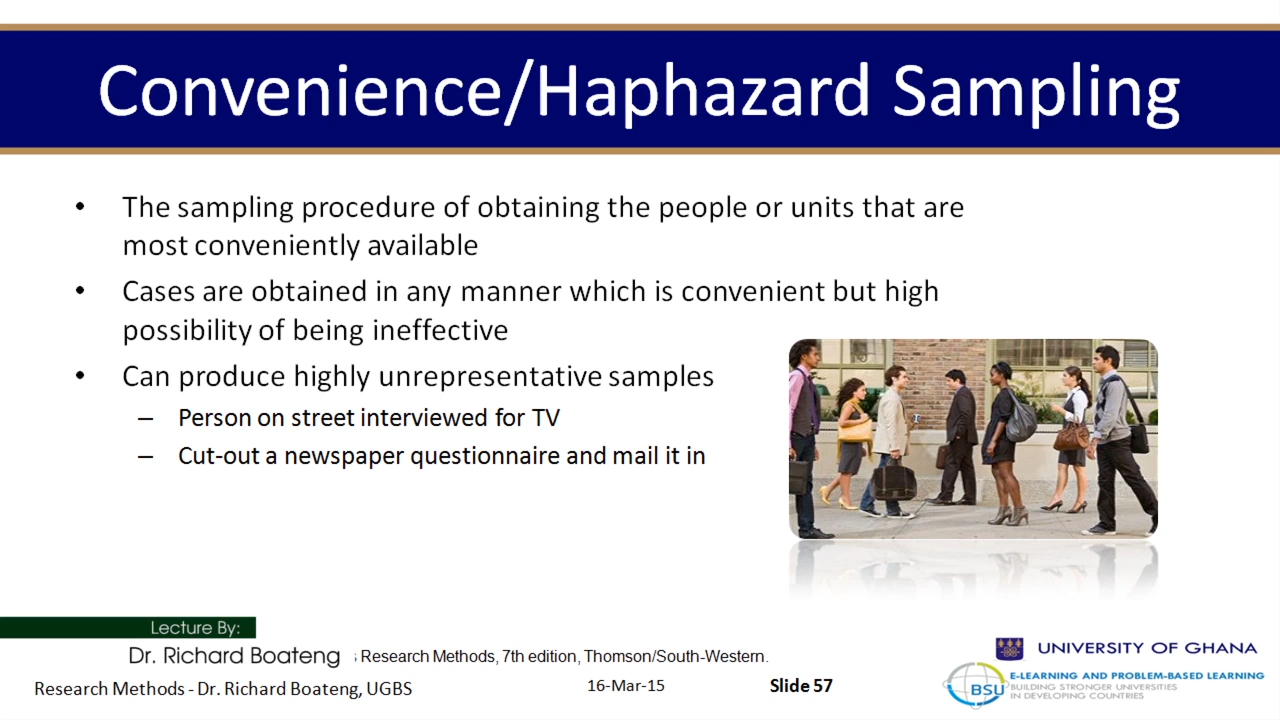 Convenience/Haphazard Sampling
• The sampling procedure of obtaining the people or units that are
most conveniently available
• Cases are obtained in any manner which is convenient but high
possibility of being ineffective
• Can produce highly unrepresentative samples
– Person on street interviewed for TV
– Cut-out a newspaper questionnaire and mail it in
Lecture By:
Dr. Richard Boateng
s Research Methods, 7th edition, Thomson/South-Western.
Research Methods - Dr. Richard Boateng, UGBS
16-Mar-15
Slide 57
UNIVERSITY OF GHANA
BSU
E-LEARNING AND PROBLEM-BASED LEARNING
BUILDING STRONGER UNIVERSITIES
IN DEVELOPING COUNTRIES